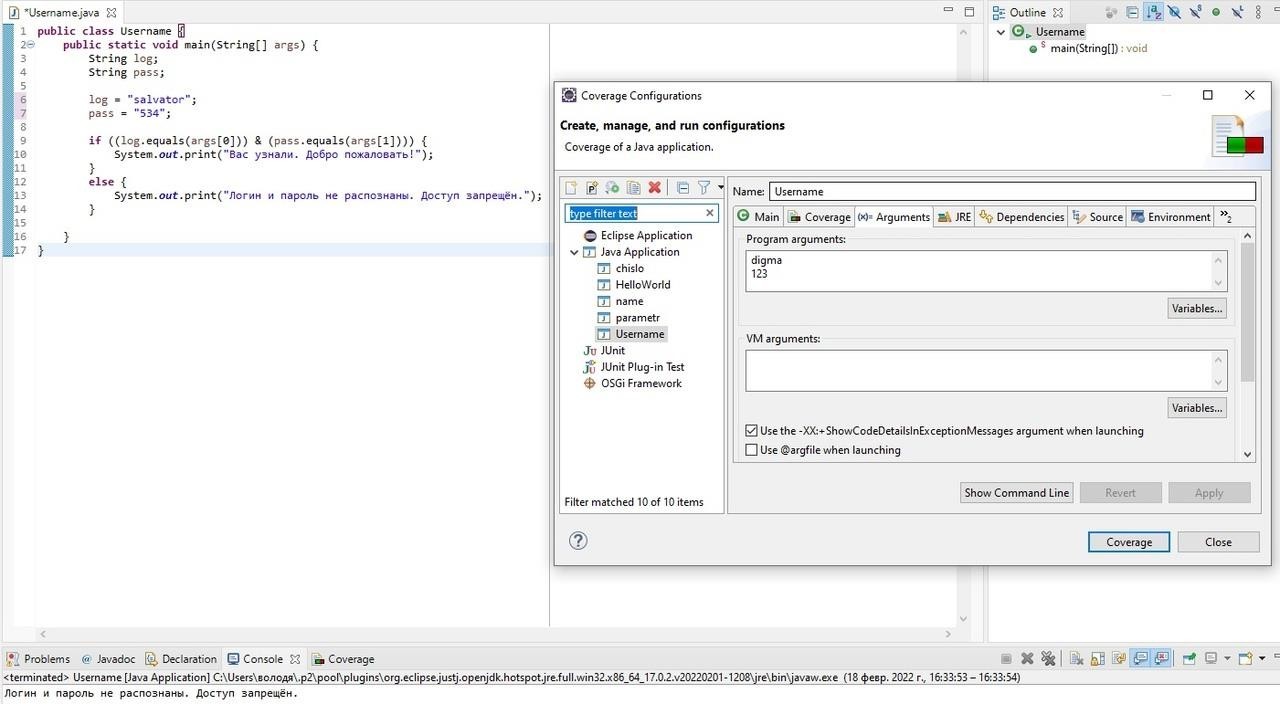 *Username.java
1 public class Username {
2 public static void main(String[] args) {
3 String log;
4 String pass;
5
6 log = "salvator";
7 pass = "534";
8
9 if ((log.equals(args[0])) & (pass.equals(args[1]))) {
10 System.out.print("Вас узнали. Добро пожаловать!");
11 }
12 else {
13 System.out.print("Логин и пароль не распознаны. Доступ запрещён.");
14 }
15
16 }
17 }
Outline
Username
main(String[]) : void
Coverage Configurations
Create, manage, and run configurations
Coverage of a Java application.
type filter text
Eclipse Application
Java Application
chislo
HelloWorld
name
parametr
Username
JUnit
JUnit Plug-in Test
OSGi Framework
Filter matched 10 of 10 items
Name: Username
Main Coverage (x)= Arguments JRE Dependencies Source Environment »2
Program arguments:
digma
123
Variables...
VM arguments:
Variables...
Use the -XX:+ShowCodeDetailsInExceptionMessages argument when launching
Use @argfile when launching
Show Command Line Revert Apply
Coverage Close
Problems @ Javadoc Declaration Console Coverage
<terminated> Username [Java Application] C:\Users\володя\.p2\pool\plugins\org.eclipse.justj.openjdk.hotspot.jre.full.win32.x86_64_17.0.2.v20220201-1208\jre\bin\javaw.exe (18 февр. 2022 г., 16:33:53 – 16:33:54)
Логин и пароль не распознаны. Доступ запрещён.